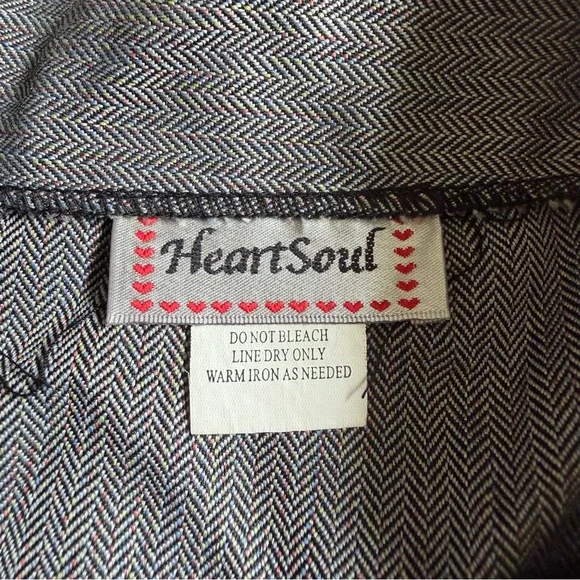 HeartSoul
DO NOT BLEACH
LINE DRY ONLY
WARM IRON AS NEEDED